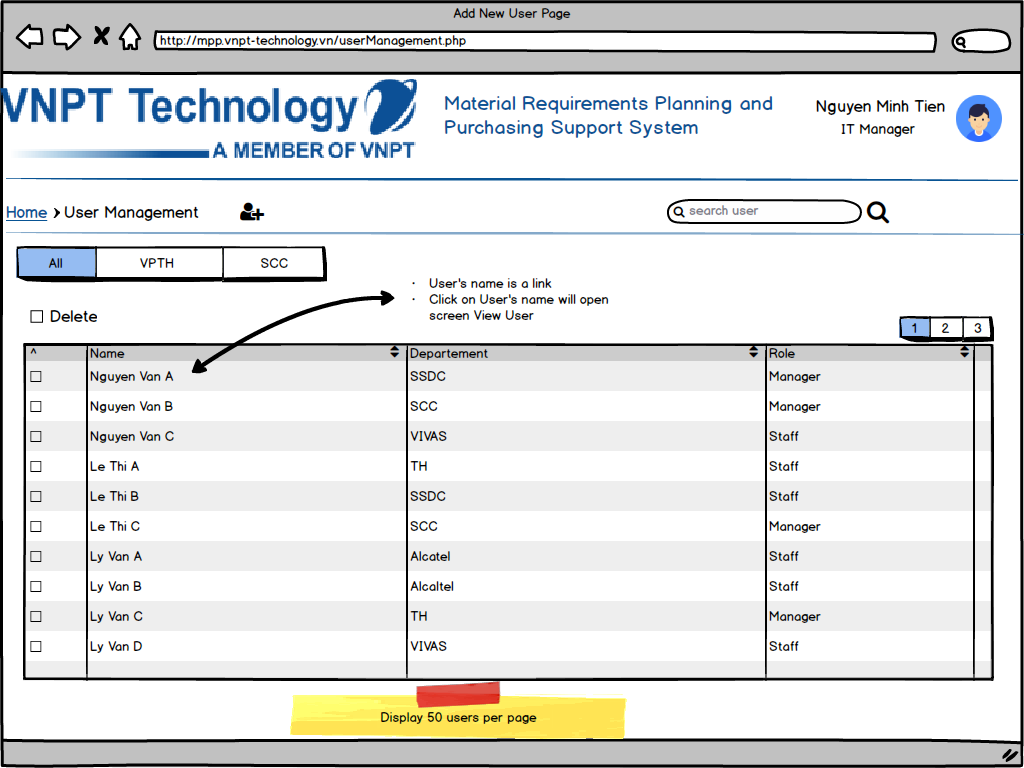 Add New User Page
http://mpp.vnpt-technology.vn/userManagement.php
VNPT Technology
A MEMBER OF VNPT
Material Requirements Planning and
Purchasing Support System
Nguyen Minh Tien
IT Manager
Home > User Management
search user
All VPTH SCC
· User's name is a link
· Click on User's name will open
screen View User
Delete
1 2 3
^ Name Departement Role
Nguyen Van A SSDC Manager
Nguyen Van B SCC Manager
Nguyen Van C VIVAS Staff
Le Thi A TH Staff
Le Thi B SSDC Staff
Le Thi C SCC Manager
Ly Van A Alcatel Staff
Ly Van B Alcaltel Staff
Ly Van C TH Manager
Ly Van D VIVAS Staff
Display 50 users per page